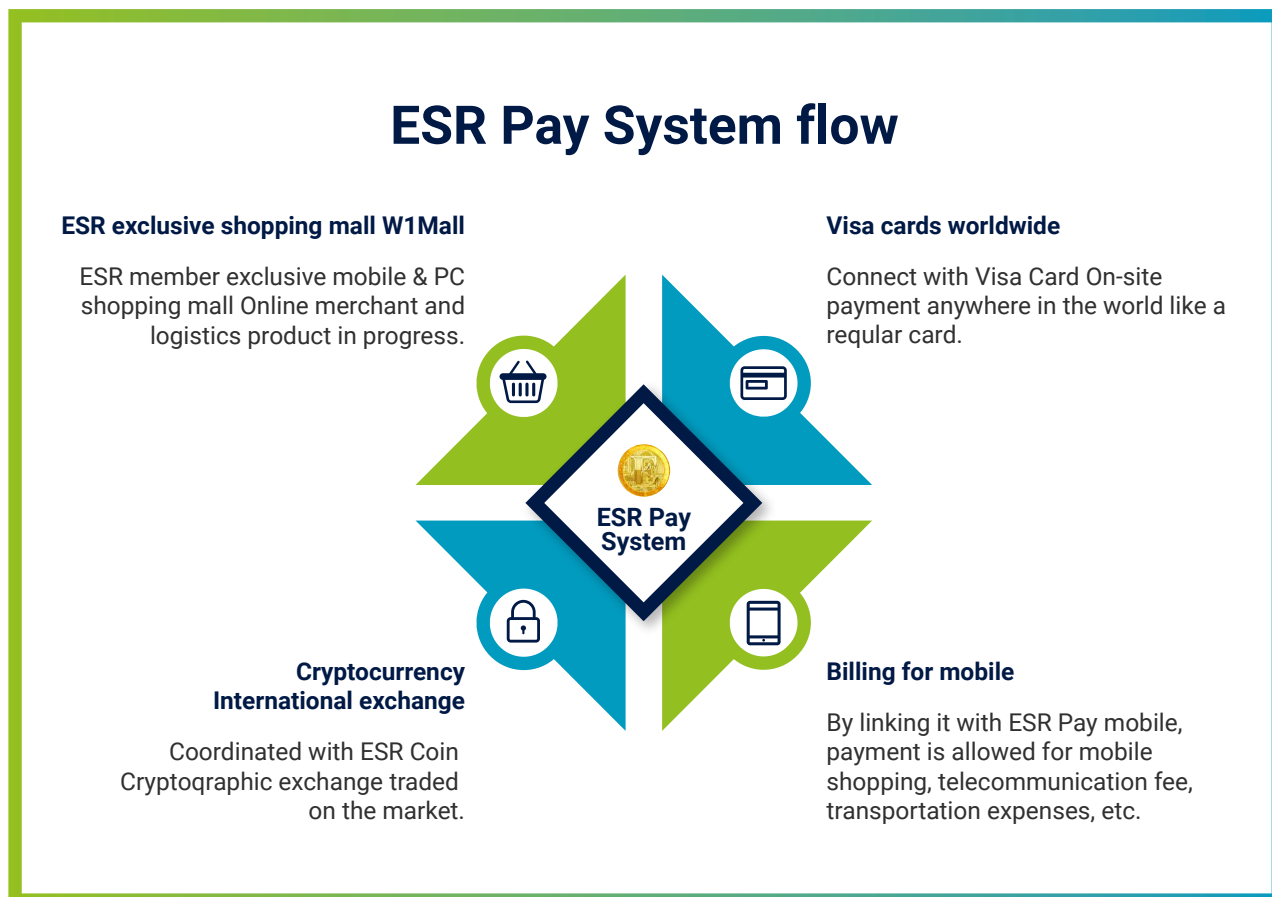 ESR Pay System flow
ESR exclusive shopping mall W1Mall
ESR member exclusive mobile & PC
shopping mall Online merchant and
logistics product in progress.
Visa cards worldwide
Connect with Visa Card On-site
payment anywhere in the world like a
reqular card.
ESR Pay
System
Cryptocurrency
International exchange
Coordinated with ESR Coin
Cryptoqraphic exchange traded
on the market.
Billing for mobile
By linking it with ESR Pay mobile,
payment is allowed for mobile
shopping, telecommunication fee,
transportation expenses, etc.